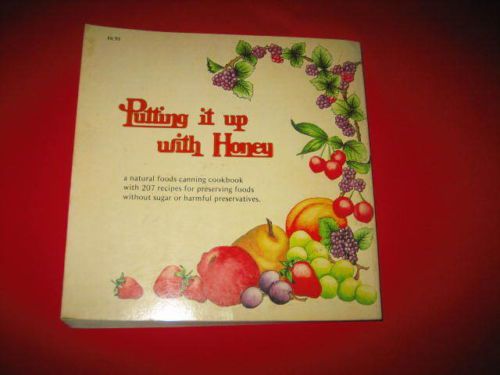 Putting it up
with Honey
a natural foods canning cookbook
with 207 recipes for preserving foods
without sugar or harmful preservatives.